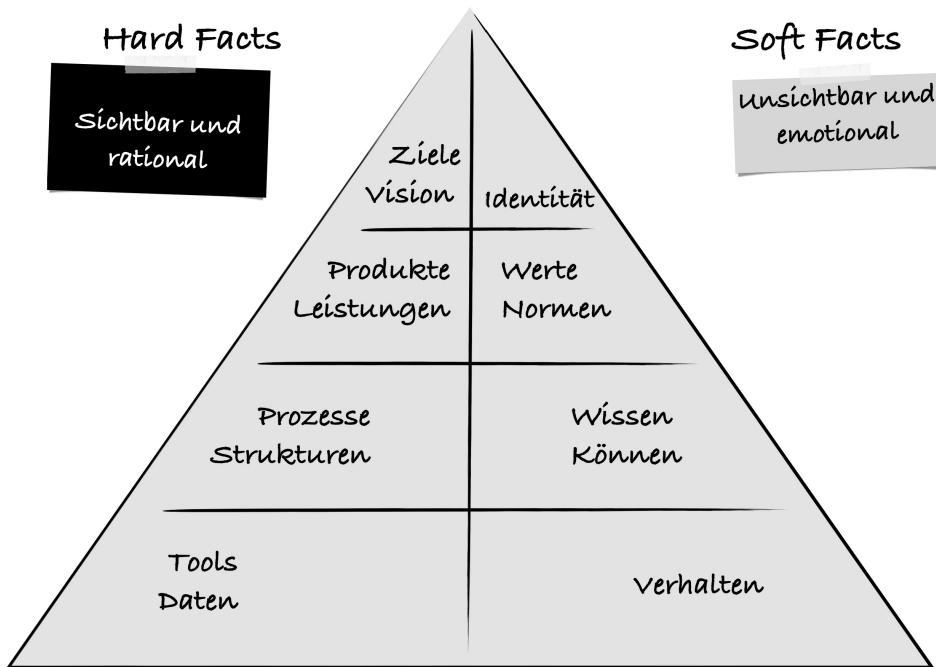 Hard Facts
Sichtbar und
rational
Soft Facts
Unsichtbar und
emotional
Ziele
Vision
Identität
Produkte
Leistungen
Werte
Normen
Prozesse
Strukturen
Wissen
Können
Tools
Daten
Verhalten